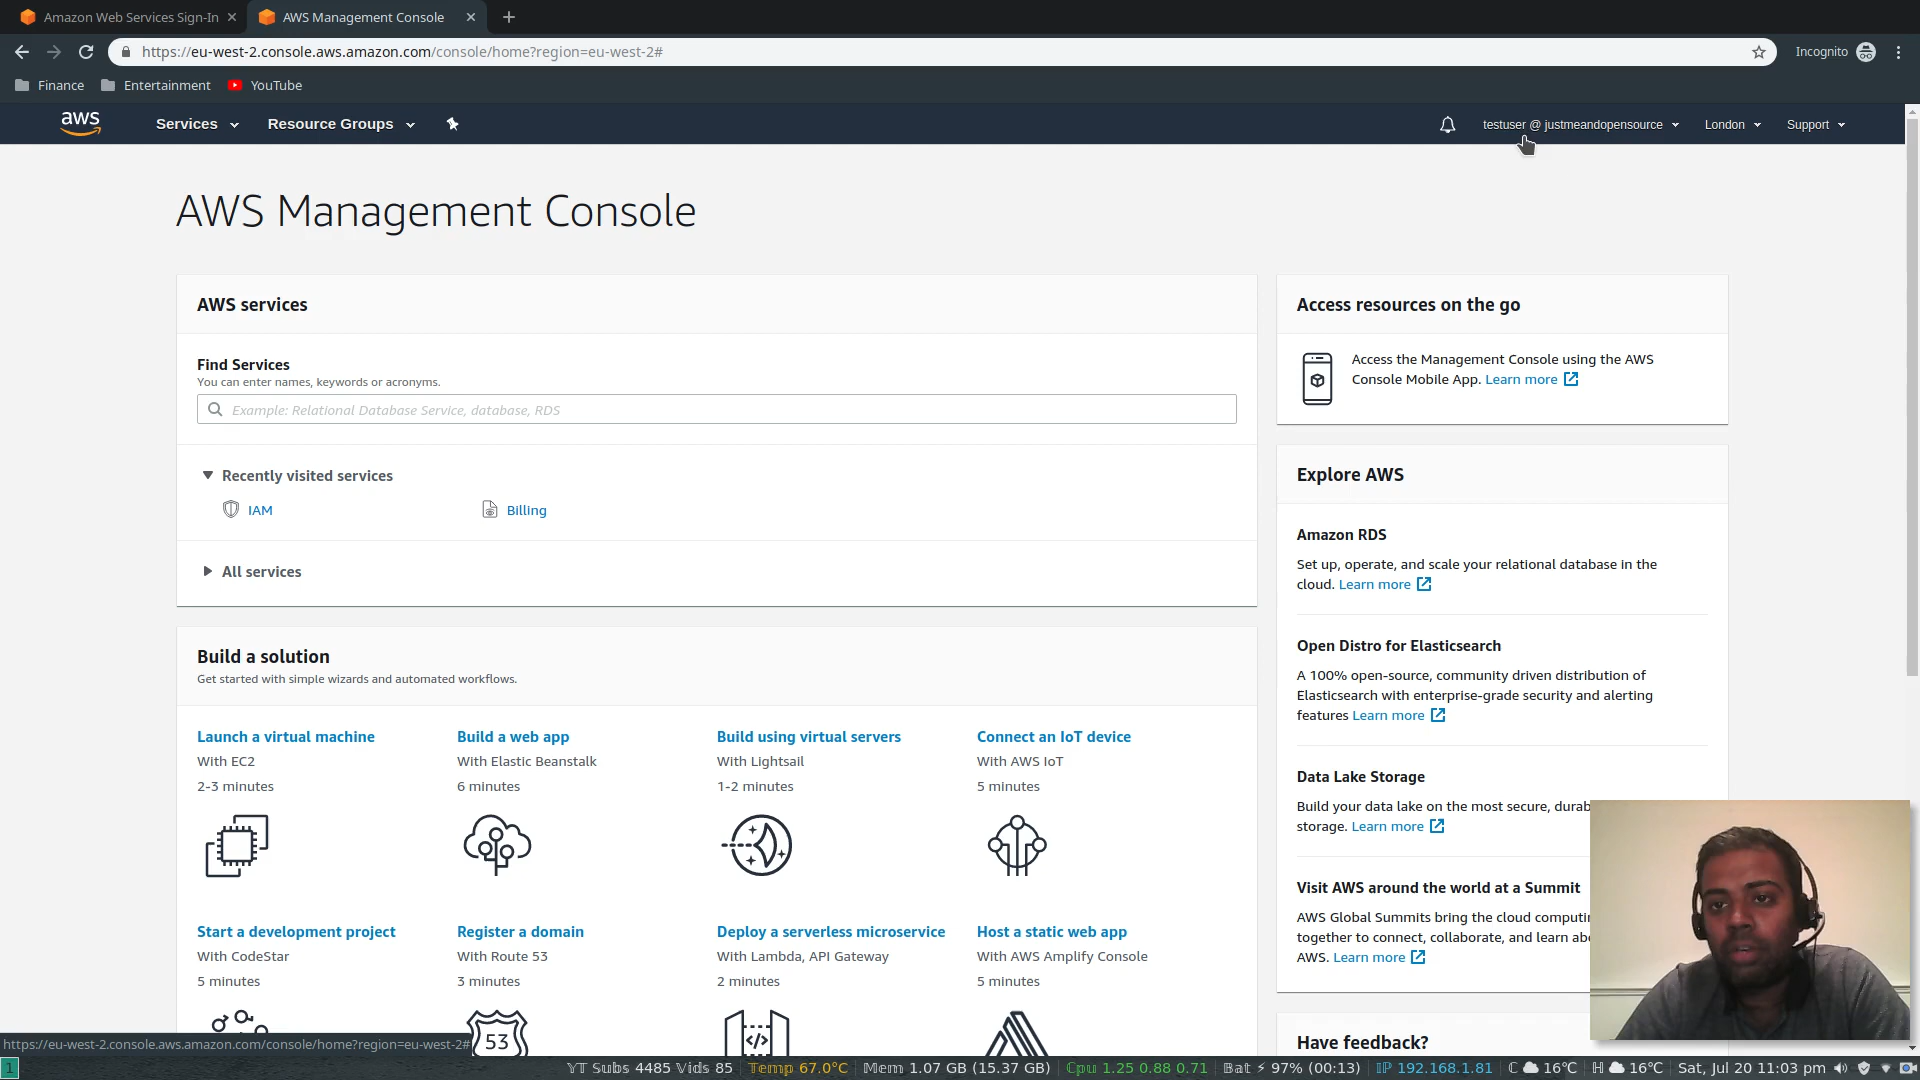 Amazon Web Services Sign-In
AWS Management Console
https://eu-west-2.console.aws.amazon.com/console/home?region=eu-west-2#
Incognito
Finance
Entertainment
YouTube
aws
Services
Resource Groups
testuser @ justmeandopensource
London
Support
AWS Management Console
AWS services
Find Services
You can enter names, keywords or acronyms.
Example: Relational Database Service, database, RDS
Recently visited services
IAM
Billing
All services
Build a solution
Get started with simple wizards and automated workflows.
Launch a virtual machine
With EC2
2-3 minutes
Build a web app
With Elastic Beanstalk
6 minutes
Build using virtual servers
With Lightsail
1-2 minutes
Connect an IoT device
With AWS IoT
5 minutes
Start a development project
With CodeStar
5 minutes
Register a domain
With Route 53
3 minutes
53
Deploy a serverless microservice
With Lambda, API Gateway
2 minutes
</>
Host a static web app
With AWS Amplify Console
5 minutes
Access resources on the go
Access the Management Console using the AWS
Console Mobile App. Learn more
Explore AWS
Amazon RDS
Set up, operate, and scale your relational database in the
cloud. Learn more
Open Distro for Elasticsearch
A 100% open-source, community driven distribution of
Elasticsearch with enterprise-grade security and alerting
features Learn more
Data Lake Storage
Build your data lake on the most secure, durab
storage. Learn more
Visit AWS around the world at a Summit
AWS Global Summits bring the cloud computin
together to connect, collaborate, and learn abo
AWS. Learn more
Have feedback?
https://eu-west-2.console.aws.amazon.com/console/home?region=eu-west-2#
1
YT Subs 4485 Vids 85
Temp 67.0°C
Mem 1.07 GB (15.37 GB)
Cpu 1.25 0.88 0.71
Bat ⚡ 97% (00:13)
IP 192.168.1.81
C 16°C
H 16°C
Sat, Jul 20 11:03 pm